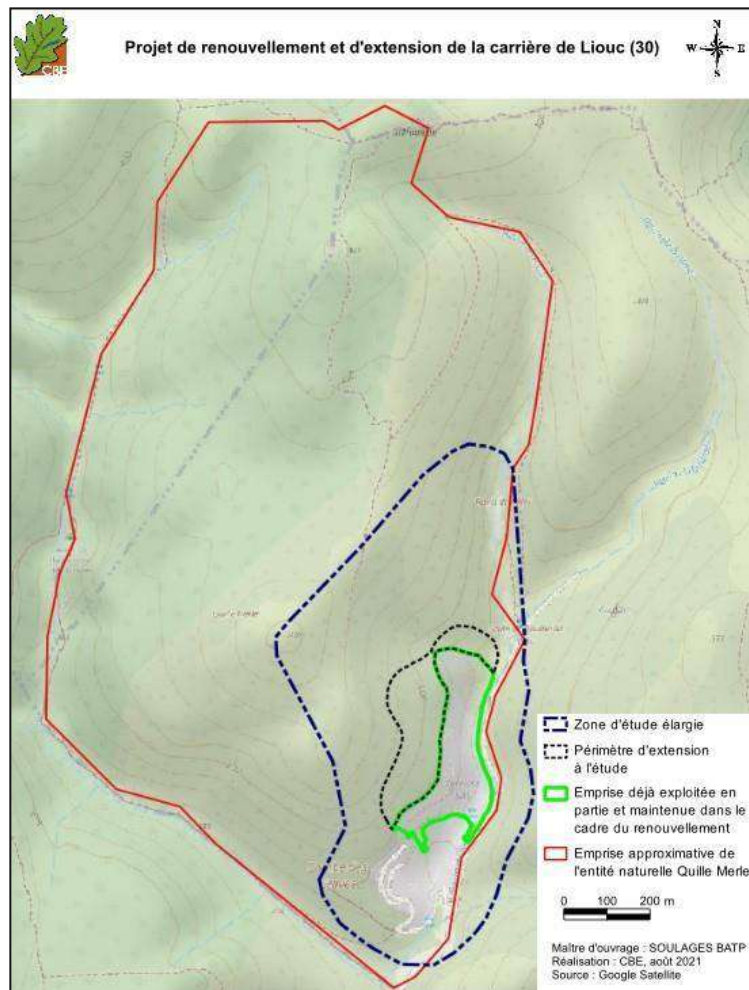 Projet de renouvellement et d'extension de la carrière de Liouc (30)
N
W
E
S
CBE
Zone d'étude élargie
Périmètre d'extension
à l'étude
Emprise déjà exploitée en
partie et maintenue dans le
cadre du renouvellement
Emprise approximative de
l'entité naturelle Quille Merle
0 100 200 m
Maître d'ouvrage : SOULAGES BATP
Réalisation : CBE, août 2021
Source : Google Satellite